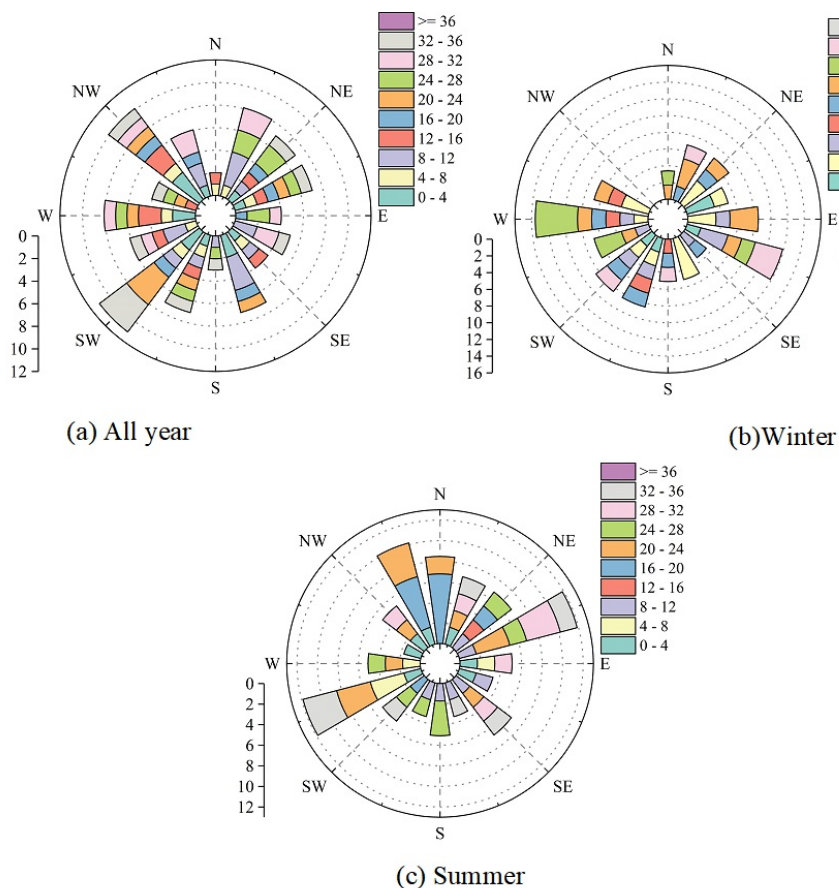 >= 36
32 - 36
28 - 32
24 - 28
20 - 24
16 - 20
12 - 16
8 - 12
4 - 8
0 - 4
N
NE
E
SE
S
SW
W
NW
0
2
4
6
8
10
12
(a) All year
N
NE
E
SE
S
SW
W
NW
0
2
4
6
8
10
12
14
16
(b)Winter
>= 36
32 - 36
28 - 32
24 - 28
20 - 24
16 - 20
12 - 16
8 - 12
4 - 8
0 - 4
N
NE
E
SE
S
SW
W
NW
0
2
4
6
8
10
12
(c) Summer